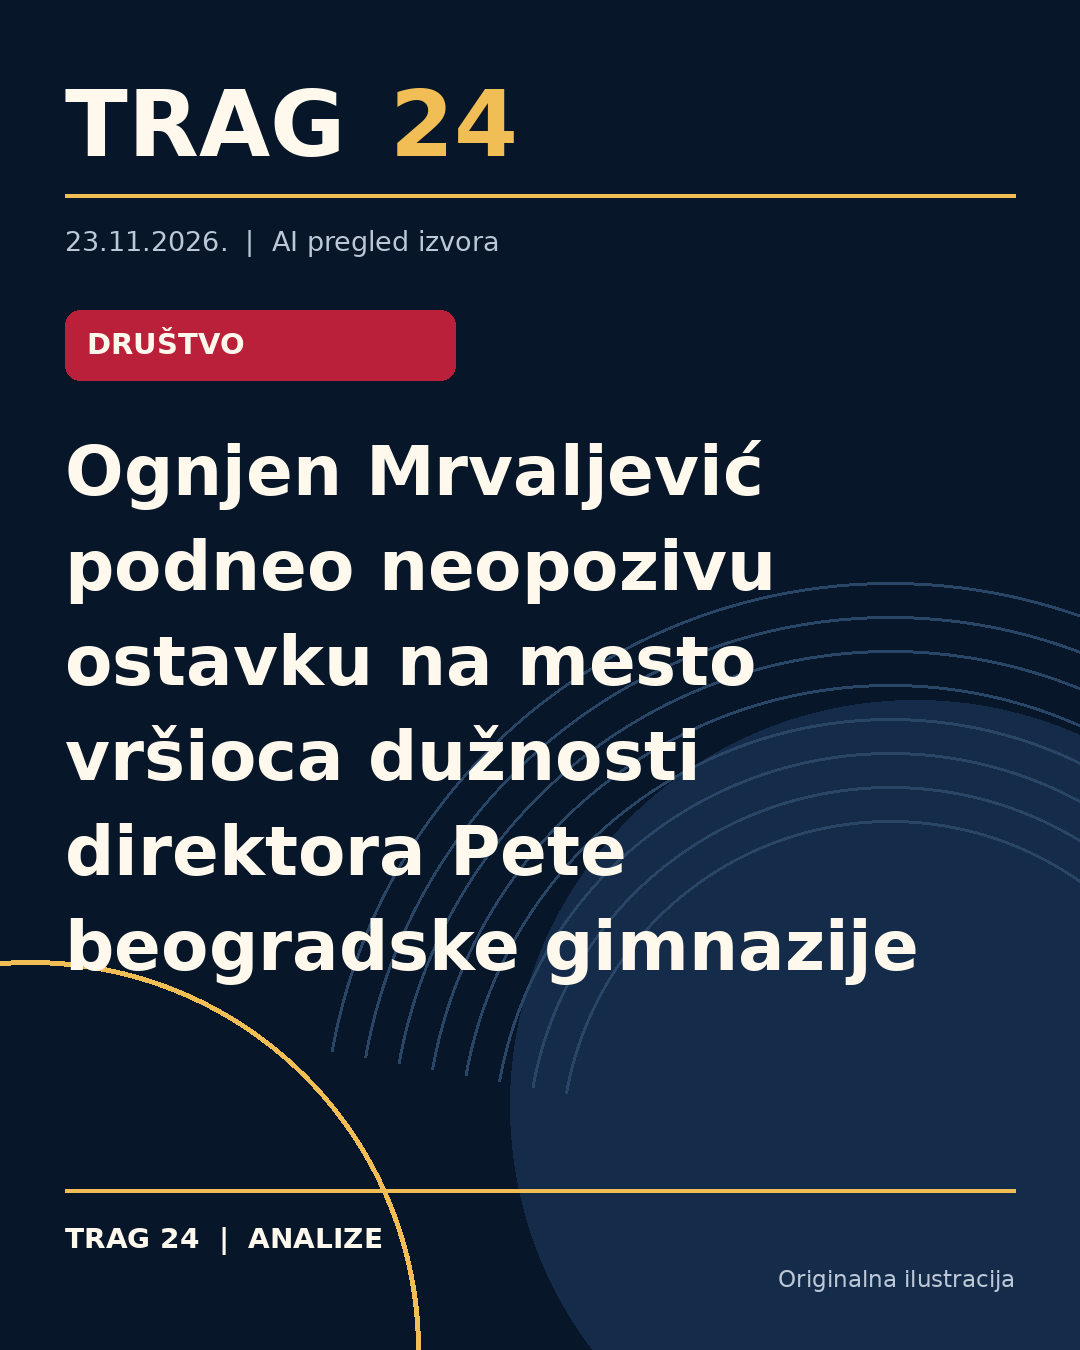 TRAG 24
23.11.2026. | AI pregled izvora
DRUŠTVO
Ognjen Mrvaljević
podneo neopozivu
ostavku na mesto
vršioca dužnosti
direktora Pete
beogradske gimnazije
TRAG 24 | ANALIZE
Originalna ilustracija